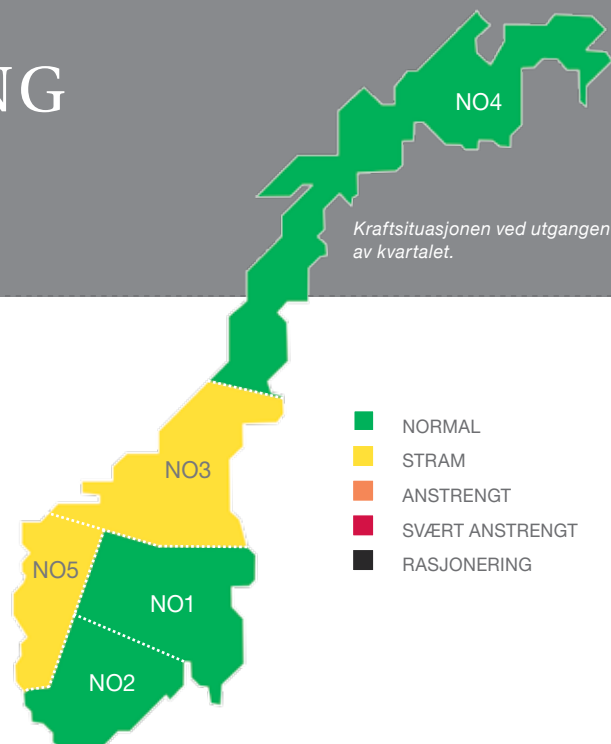 NG
NO4
Kraftsituasjonen ved utgangen
av kvartalet.
NORMAL
STRAM
NO3
ANSTRENGT
SVÆRT ANSTRENGT
RASJONERING
NO5
NO1
NO2